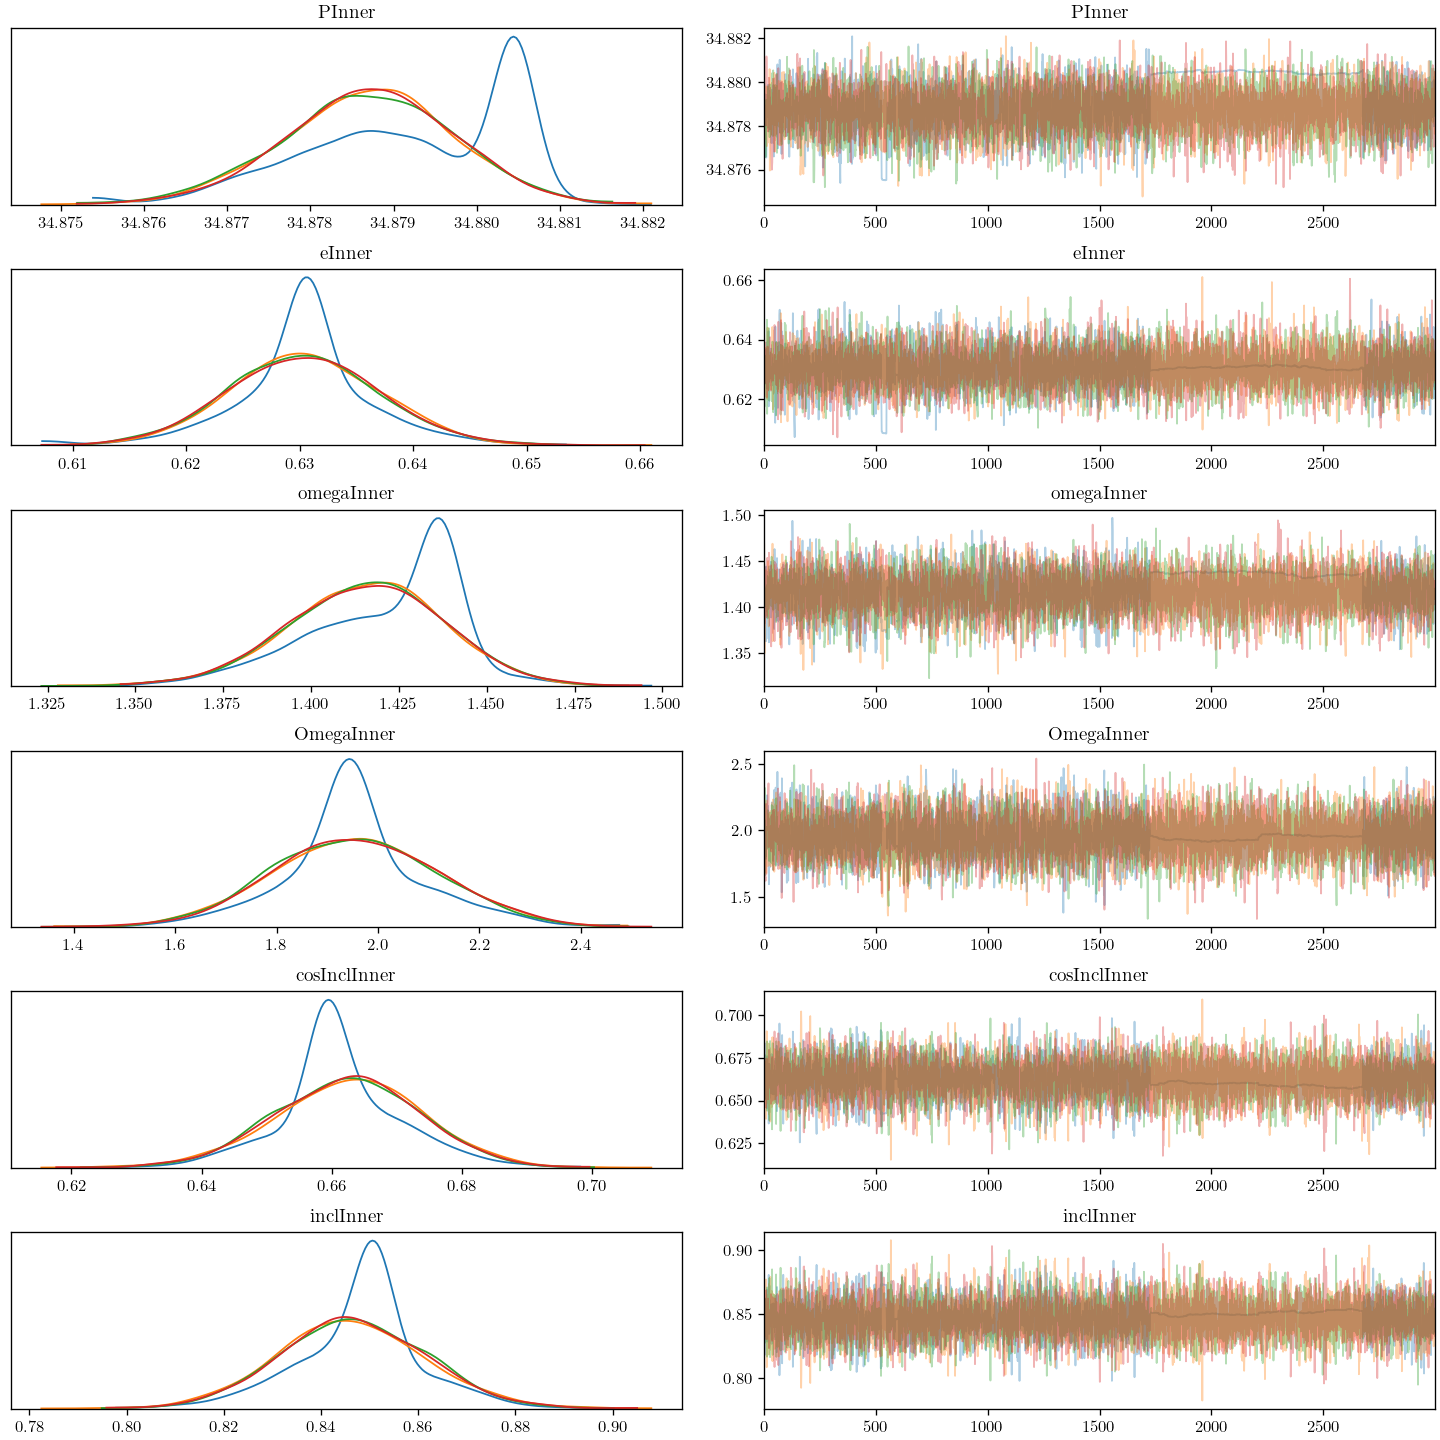 PInner PInner
34.882
34.880
34.878
34.876
34.875 34.876 34.877 34.878 34.879 34.880 34.881 34.882 0 500 1000 1500 2000 2500
eInner eInner
0.66
0.64
0.62
0.61 0.62 0.63 0.64 0.65 0.66 0 500 1000 1500 2000 2500
omegaInner omegaInner
1.50
1.45
1.40
1.35
1.325 1.350 1.375 1.400 1.425 1.450 1.475 1.500 0 500 1000 1500 2000 2500
OmegaInner OmegaInner
2.5
2.0
1.5
1.4 1.6 1.8 2.0 2.2 2.4 0 500 1000 1500 2000 2500
cosInclInner cosInclInner
0.700
0.675
0.650
0.625
0.62 0.64 0.66 0.68 0.70 0 500 1000 1500 2000 2500
inclInner inclInner
0.90
0.85
0.80
0.78 0.80 0.82 0.84 0.86 0.88 0.90 0 500 1000 1500 2000 2500